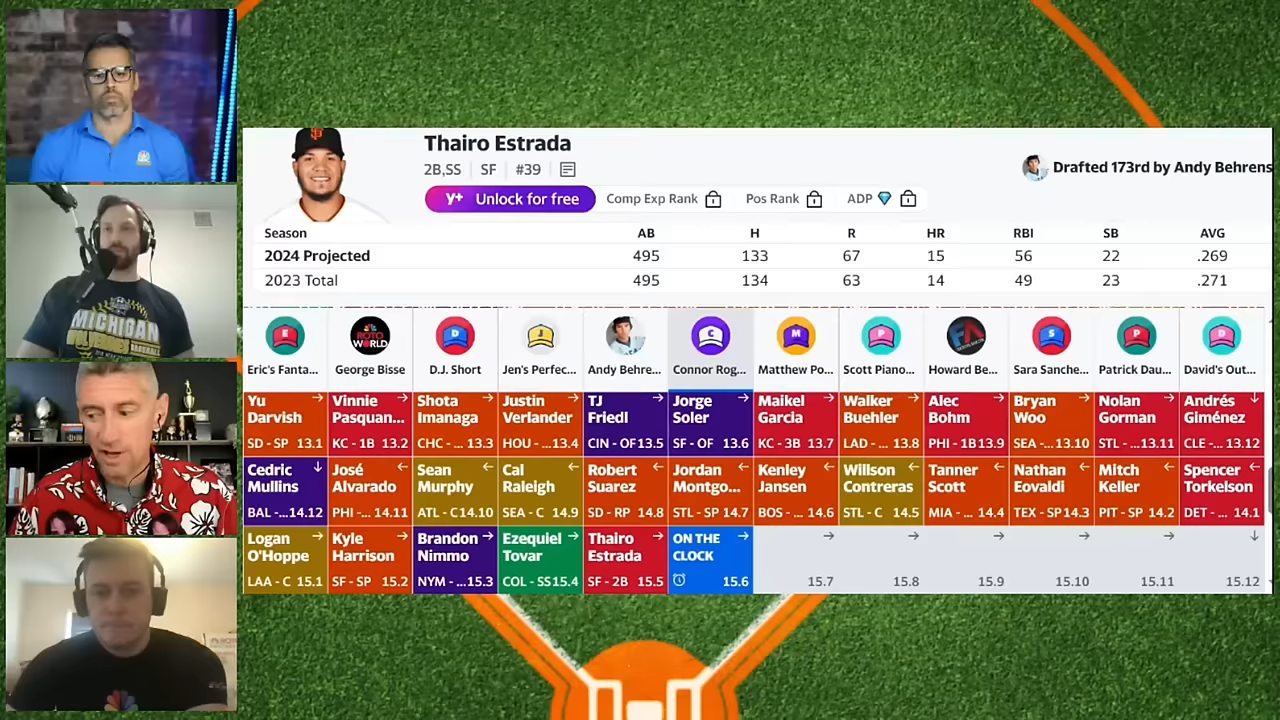 Thairo Estrada
2B,SS SF #39
Drafted 173rd by Andy Behrens
y+ Unlock for free Comp Exp Rank Pos Rank ADP
Season AB H R HR RBI SB AVG
2024 Projected 495 133 67 15 56 22 .269
2023 Total 495 134 63 14 49 23 .271
E ROTO WORLD D J C M P FA S P D
Eric's Fanta... George Bisse D.J. Short Jen's Perfec... Andy Behre... Connor Rog... Matthew Po... Scott Piano... Howard Be... Sara Sanche... Patrick Dau... David's Out...
Yu Vinnie Shota Justin TJ Jorge Maikel Walker Alec Bryan Nolan Andrés
Darvish Pasquan... Imanaga Verlander Friedl Soler Garcia Buehler Bohm Woo Gorman Giménez
SD - SP 13.1 KC - 1B 13.2 CHC - ... 13.3 HOU - ...13.4 CIN - OF 13.5 SF - OF 13.6 KC - 3B 13.7 LAD - ... 13.8 PHI - 1B 13.9 SEA - ...13.10 STL - ...13.11 CLE - ...13.12
Cedric José Sean Cal Robert Jordan Kenley Willson Tanner Nathan Mitch Spencer
Mullins Alvarado Murphy Raleigh Suarez Montgo... Jansen Contreras Scott Eovaldi Keller Torkelson
BAL -...14.12 PHI - ... 14.11 ATL - C 14.10 SEA - C 14.9 SD - RP 14.8 STL - SP 14.7 BOS - ... 14.6 STL - C 14.5 MIA - ... 14.4 TEX - SP 14.3 PIT - SP 14.2 DET - ... 14.1
Logan Kyle Brandon Ezequiel Thairo ON THE
O'Hoppe Harrison Nimmo Tovar Estrada CLOCK
LAA - C 15.1 SF - SP 15.2 NYM - ...15.3 COL - SS 15.4 SF - 2B 15.5 15.6 15.7 15.8 15.9 15.10 15.11 15.12
MICHIGAN
WOLVERINES
BASEBALL